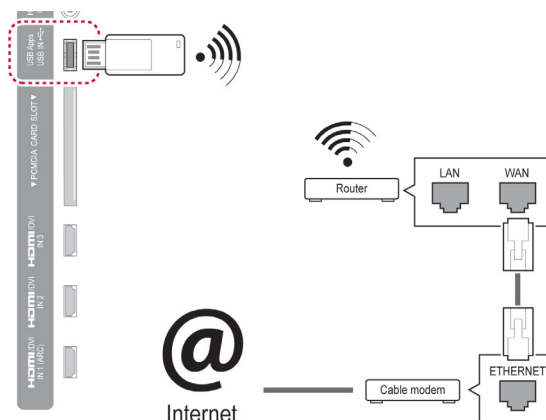 USB Apps
USB IN
▼ PCMCIA CARD SLOT ▼
HDMI/DVI
IN 3
HDMI/DVI
IN 2
HDMI/DVI
IN 1 (ARC)
Router
LAN
WAN
@
Internet
Cable modem
ETHERNET